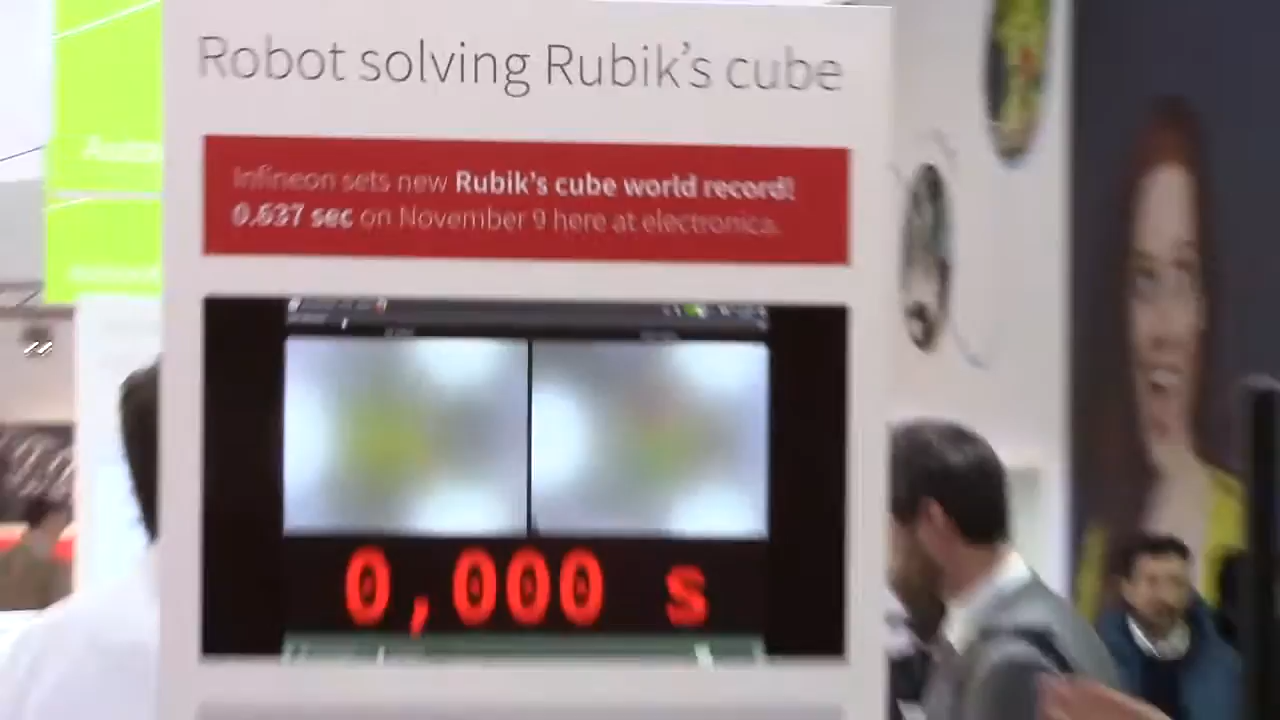 Robot solving Rubik's cube
Infineon sets new Rubik's cube world record!
0.637 sec on November 9 here at electronica.
0,000 s